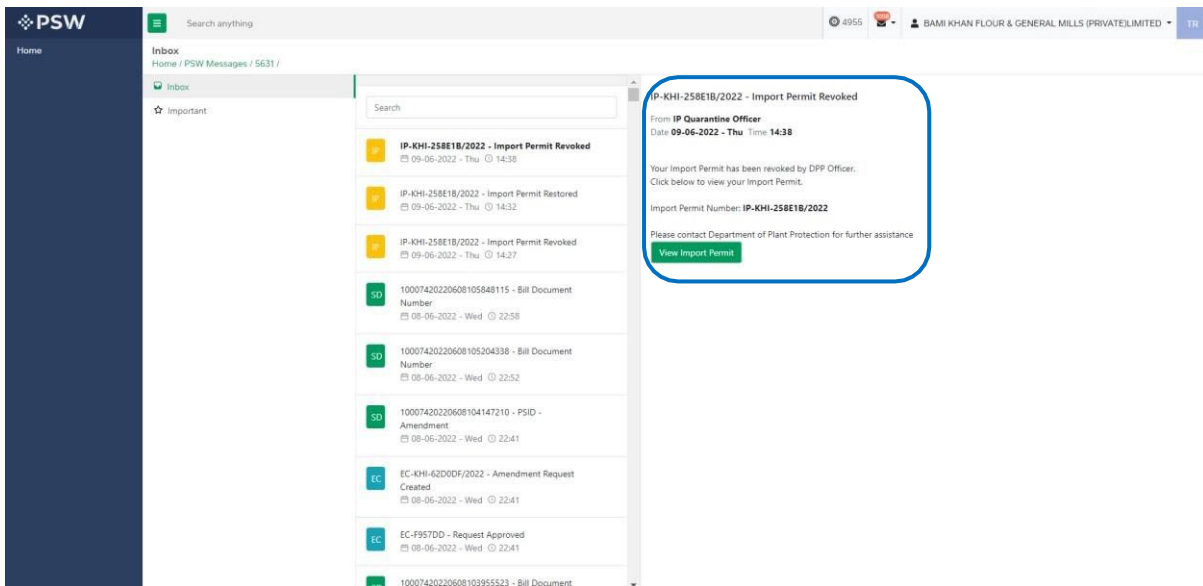 PSW
Search anything
4955
BAMI KHAN FLOUR & GENERAL MILLS (PRIVATE)LIMITED
TR
Home
Inbox
Home / PSW Messages / 5631 /
Inbox
Important
Search
IP
IP-KHI-258E1B/2022 - Import Permit Revoked
09-06-2022 - Thu 14:38
IP
IP-KHI-258E1B/2022 - Import Permit Restored
09-06-2022 - Thu 14:32
IP
IP-KHI-258E1B/2022 - Import Permit Revoked
09-06-2022 - Thu 14:27
SD
10007420220608105848115 - Bill Document
Number
08-06-2022 - Wed 22:58
SD
10007420220608105204338 - Bill Document
Number
08-06-2022 - Wed 22:52
SD
10007420220608104147210 - PSID -
Amendment
08-06-2022 - Wed 22:41
EC
EC-KHI-62D0DF/2022 - Amendment Request
Created
08-06-2022 - Wed 22:41
EC
EC-F957DD - Request Approved
08-06-2022 - Wed 22:41
10007420220608103955523 - Bill Document
IP-KHI-258E1B/2022 - Import Permit Revoked
From IP Quarantine Officer
Date 09-06-2022 - Thu Time 14:38
Your Import Permit has been revoked by DPP Officer.
Click below to view your Import Permit.
Import Permit Number: IP-KHI-258E1B/2022
Please contact Department of Plant Protection for further assistance
View Import Permit